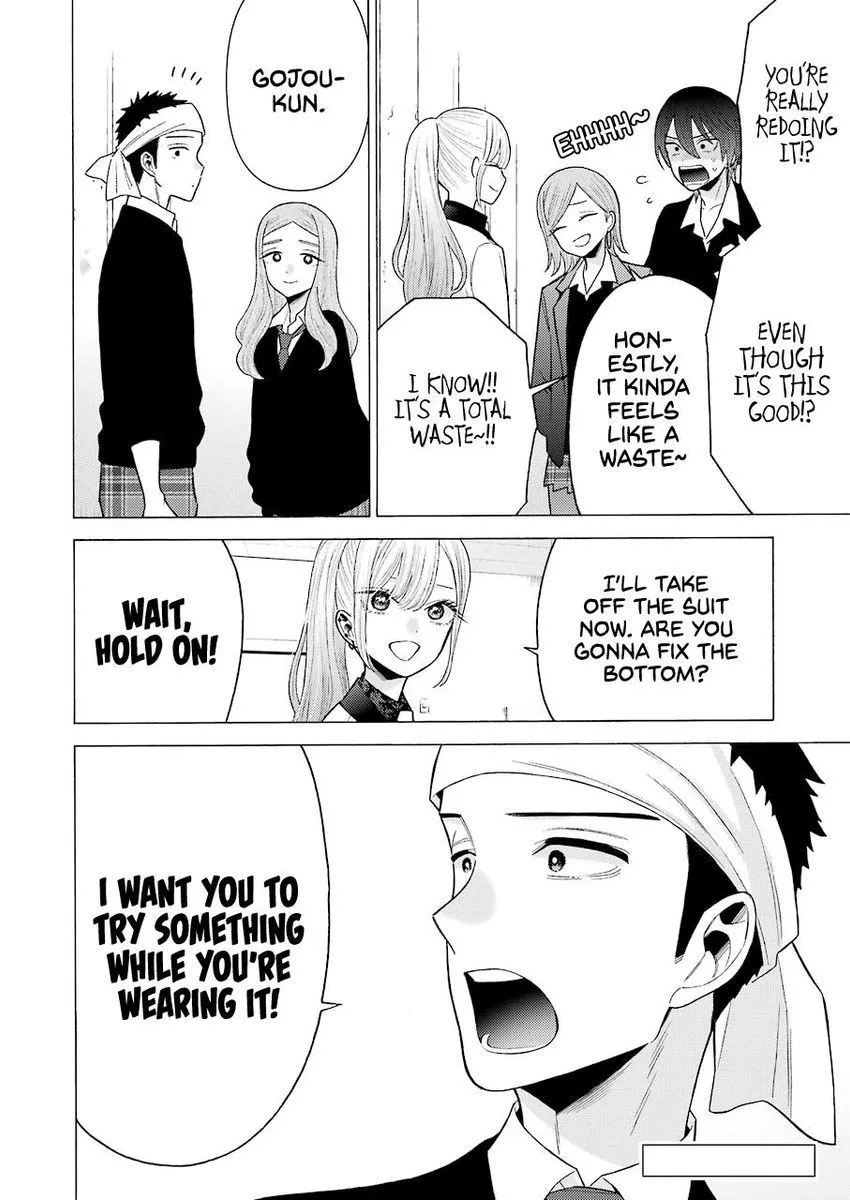 YOU'RE
REALLY
REDOING
IT!?
EVEN
THOUGH
IT'S THIS
GOOD!?
EHHHH~
HON-
ESTLY,
IT KINDA
FEELS
LIKE A
WASTE~
I KNOW!!
IT'S A TOTAL
WASTE~!!
GOJOU-
KUN.
I'LL TAKE
OFF THE SUIT
NOW. ARE YOU
GONNA FIX THE
BOTTOM?
WAIT,
HOLD ON!
I WANT YOU TO
TRY SOMETHING
WHILE YOU'RE
WEARING IT!